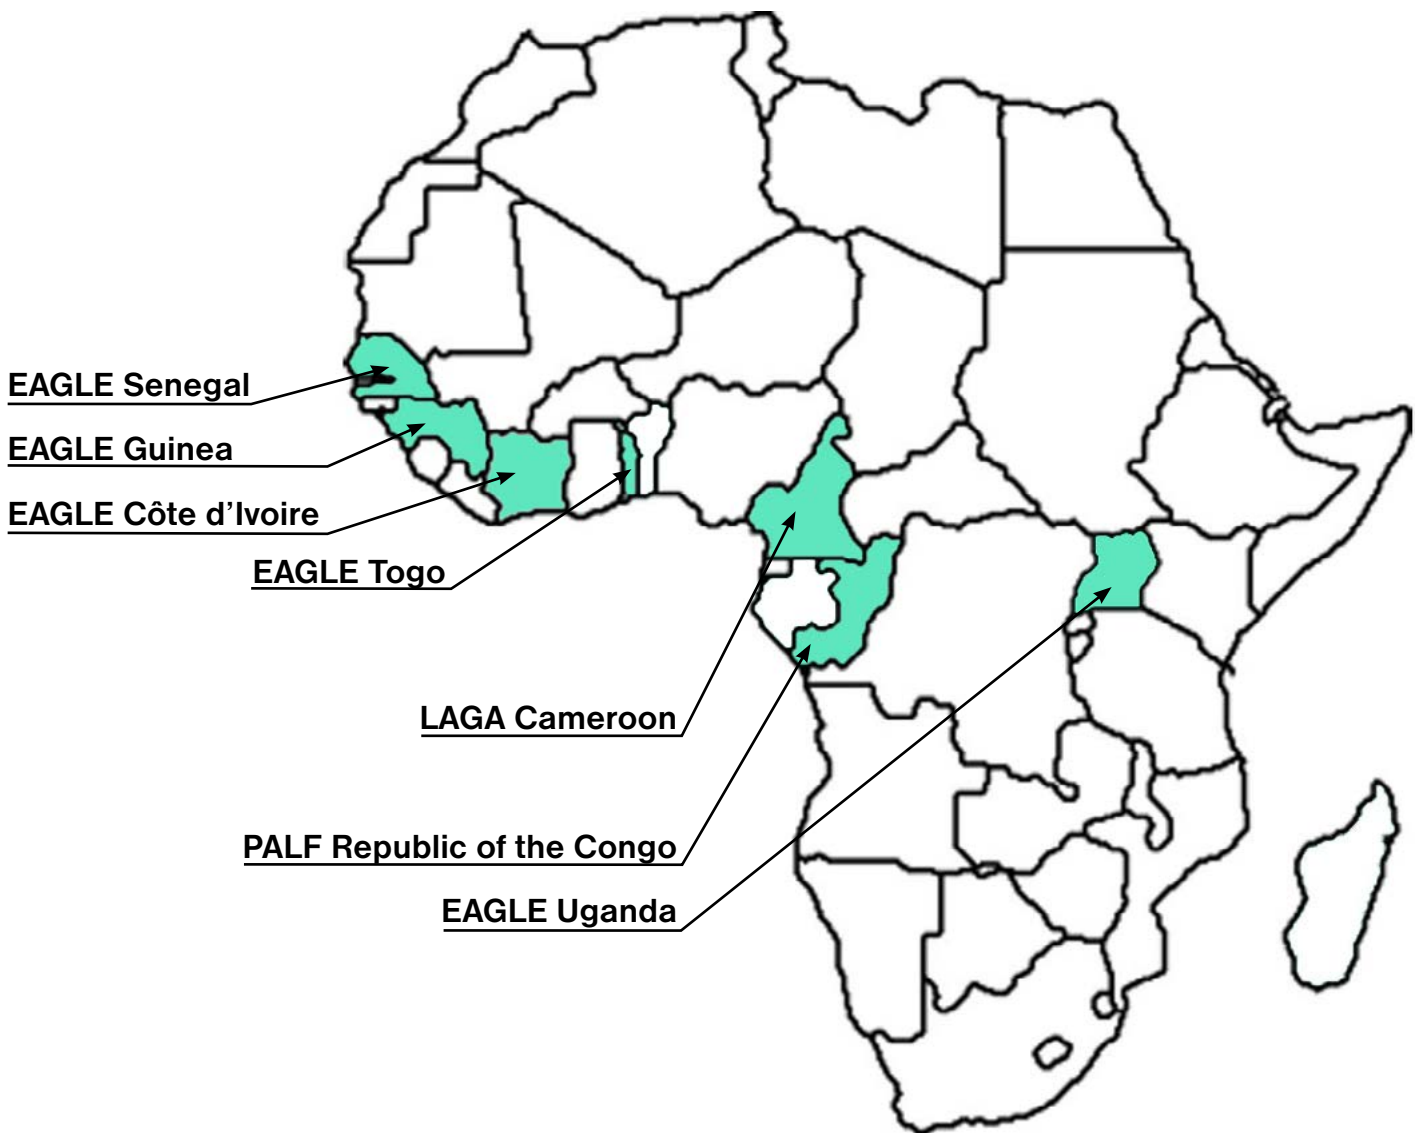 EAGLE Senegal
EAGLE Guinea
EAGLE Côte d’Ivoire
EAGLE Togo
LAGA Cameroon
PALF Republic of the Congo
EAGLE Uganda